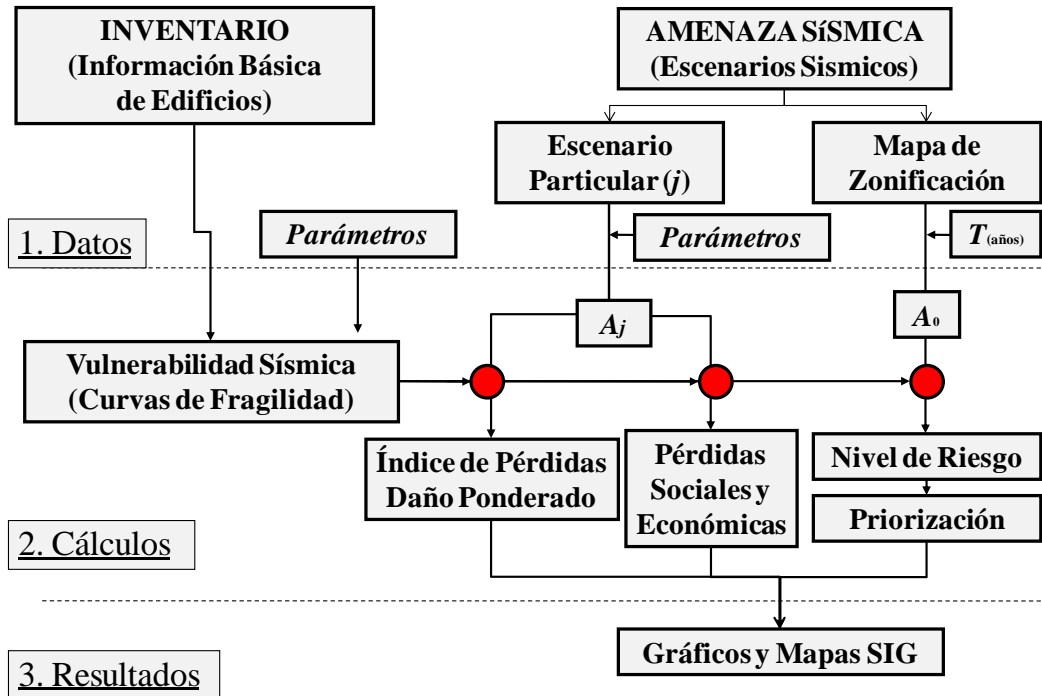 INVENTARIO
(Información Básica
de Edificios)
AMENAZA SíSMICA
(Escenarios Sismicos)
Escenario
Particular (j)
Mapa de
Zonificación
1. Datos
Parámetros
Parámetros
T(años)
Aj
A0
Vulnerabilidad Sísmica
(Curvas de Fragilidad)
Índice de Pérdidas
Daño Ponderado
Pérdidas
Sociales y
Económicas
Nivel de Riesgo
Priorización
2. Cálculos
Gráficos y Mapas SIG
3. Resultados